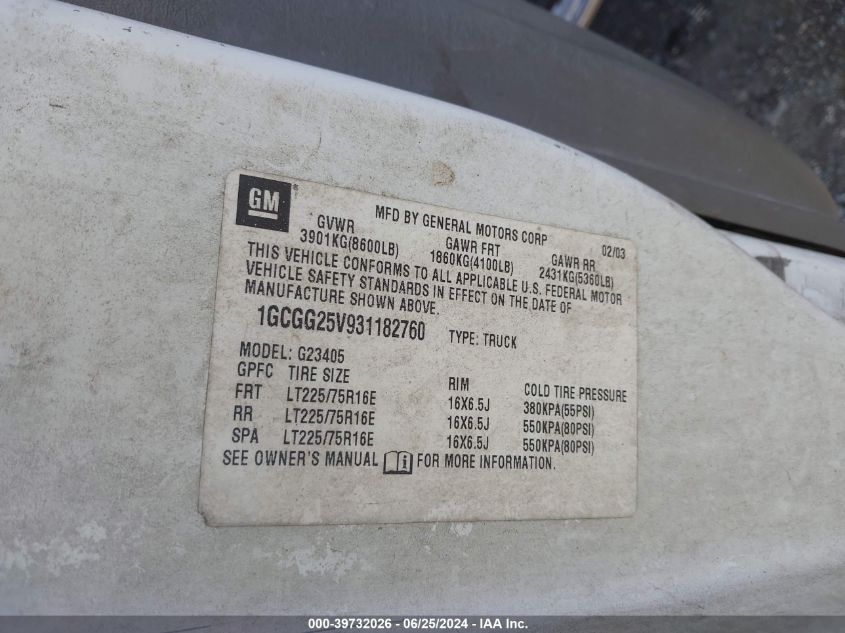 GM
MFD BY GENERAL MOTORS CORP 02/03
GVWR GAWR FRT GAWR RR
3901KG(8600LB) 1860KG(4100LB) 2431KG(5360LB)
THIS VEHICLE CONFORMS TO ALL APPLICABLE U.S. FEDERAL MOTOR
VEHICLE SAFETY STANDARDS IN EFFECT ON THE DATE OF
MANUFACTURE SHOWN ABOVE.
1GCGG25V931182760 TYPE: TRUCK
MODEL: G23405
GPFC TIRE SIZE RIM COLD TIRE PRESSURE
FRT LT225/75R16E 16X6.5J 380KPA(55PSI)
RR LT225/75R16E 16X6.5J 550KPA(80PSI)
SPA LT225/75R16E 16X6.5J 550KPA(80PSI)
SEE OWNER'S MANUAL FOR MORE INFORMATION.
000-39732026 - 06/25/2024 - IAA Inc.